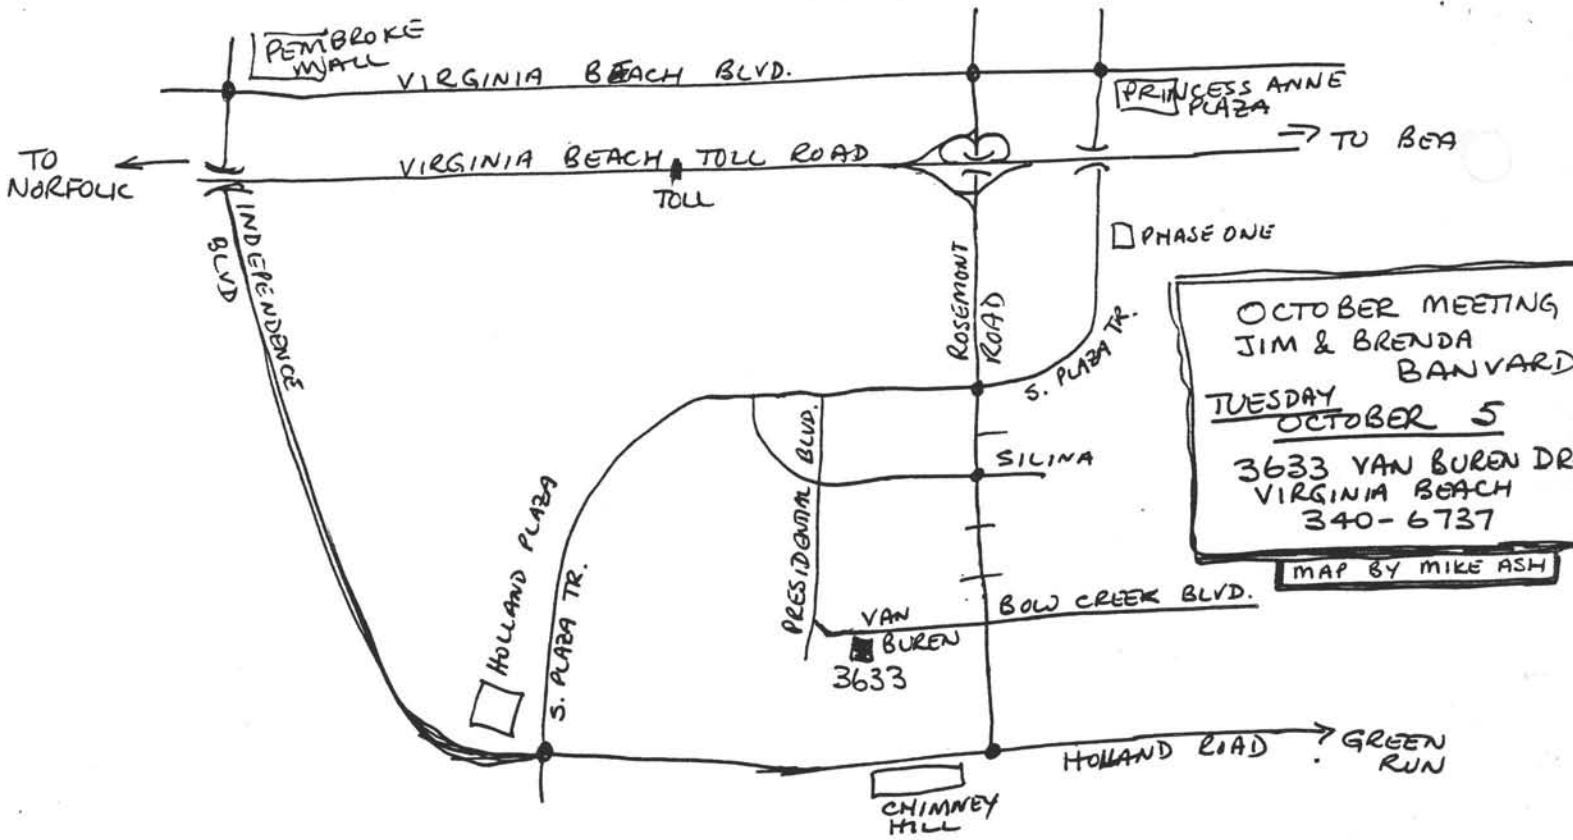 PEMBROKE
MALL
VIRGINIA BEACH BLVD.
PRINCESS ANNE
PLAZA
TO
NORFOLK
VIRGINIA BEACH TOLL ROAD
TOLL
TO BEA
INDEPENDENCE
BLVD
PHASE ONE
ROSEMONT
ROAD
S. PLAZA TR.
OCTOBER MEETING
JIM & BRENDA
BANVARD
TUESDAY
OCTOBER 5
3633 VAN BUREN DR
VIRGINIA BEACH
340-6737
MAP BY MIKE ASH
PRESIDENTIAL BLVD.
SILINA
HOLLAND PLAZA
S. PLAZA TR.
VAN
BUREN
3633
BOW CREEK BLVD.
HOLLAND ROAD
GREEN
RUN
CHIMNEY
HILL